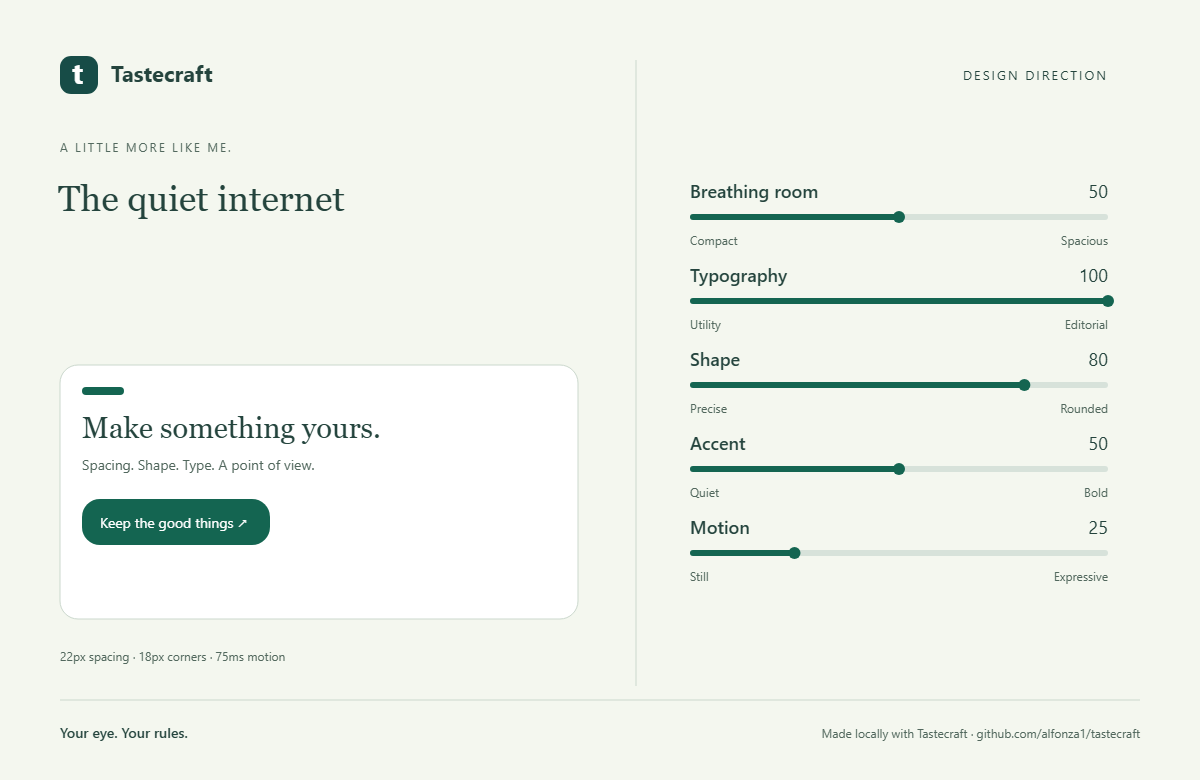 t Tastecraft
DESIGN DIRECTION
A LITTLE MORE LIKE ME.
The quiet internet
Make something yours.
Spacing. Shape. Type. A point of view.
Keep the good things ↗
22px spacing · 18px corners · 75ms motion
Breathing room 50
Compact Spacious
Typography 100
Utility Editorial
Shape 80
Precise Rounded
Accent 50
Quiet Bold
Motion 25
Still Expressive
Your eye. Your rules.
Made locally with Tastecraft · github.com/alfonza1/tastecraft